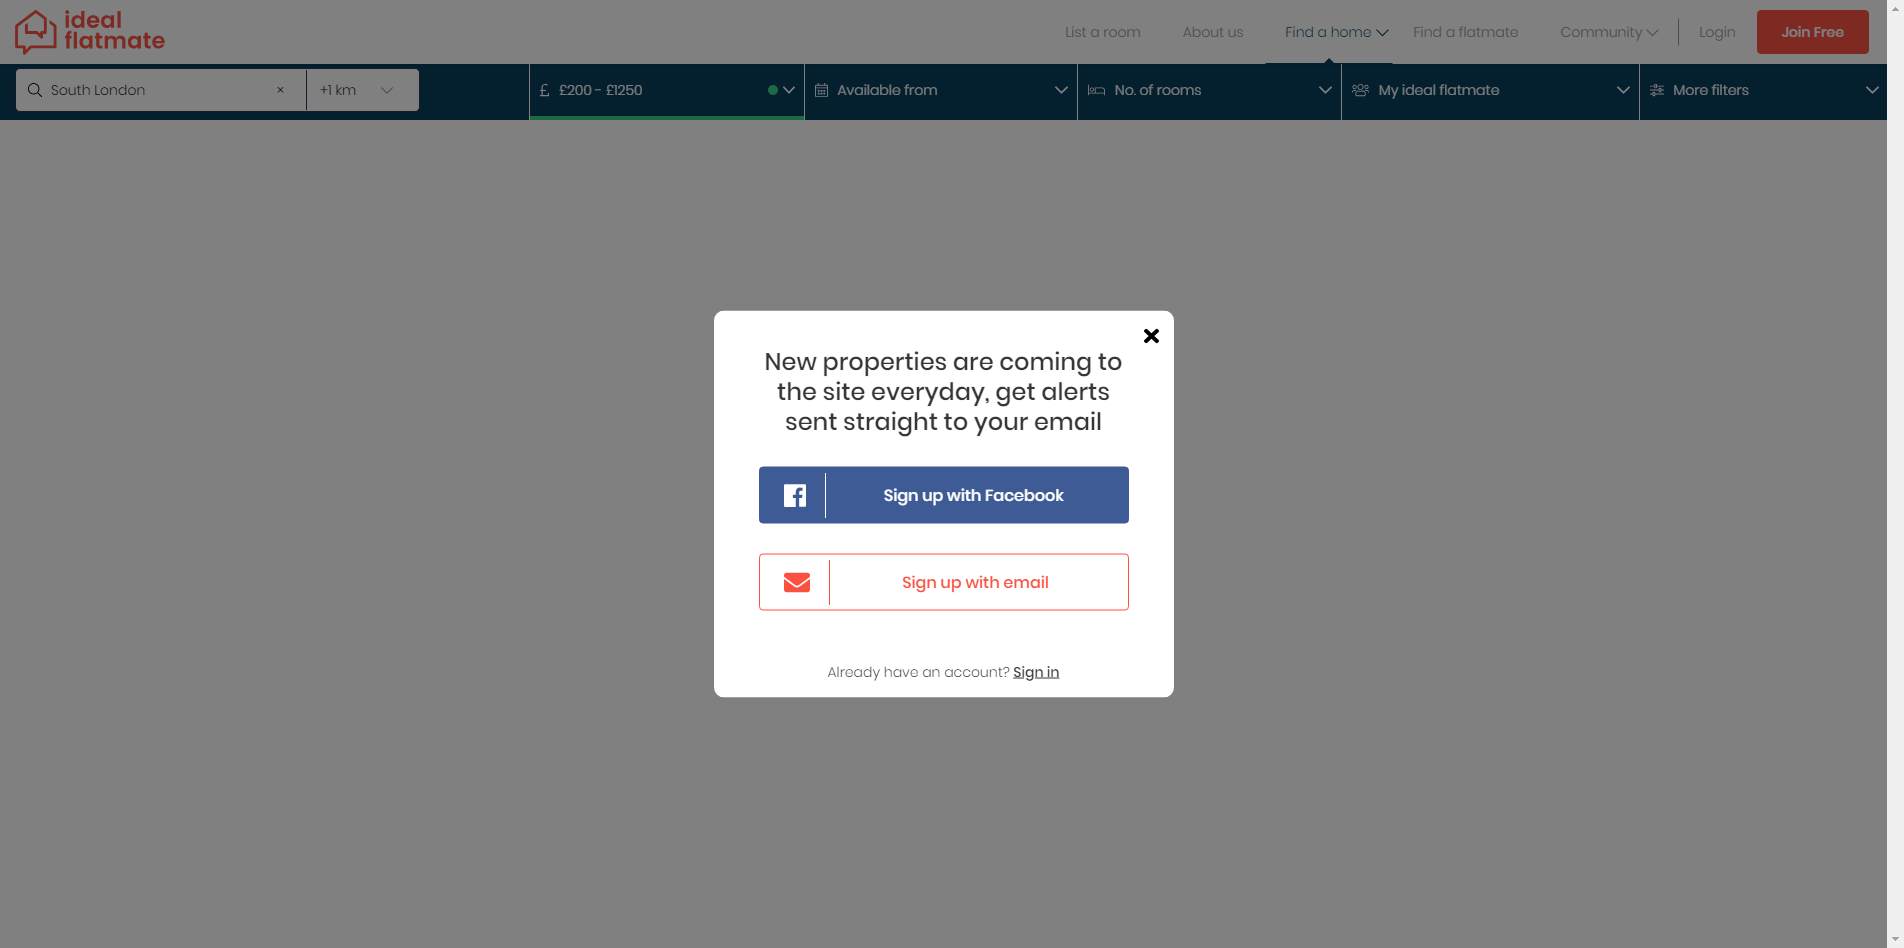 ideal
flatmate
List a room
About us
Find a home
Find a flatmate
Community
Login
Join Free
South London
×
+1 km
£ £200 - £1250
Available from
No. of rooms
My ideal flatmate
More filters
New properties are coming to
the site everyday, get alerts
sent straight to your email
Sign up with Facebook
Sign up with email
Already have an account? Sign in